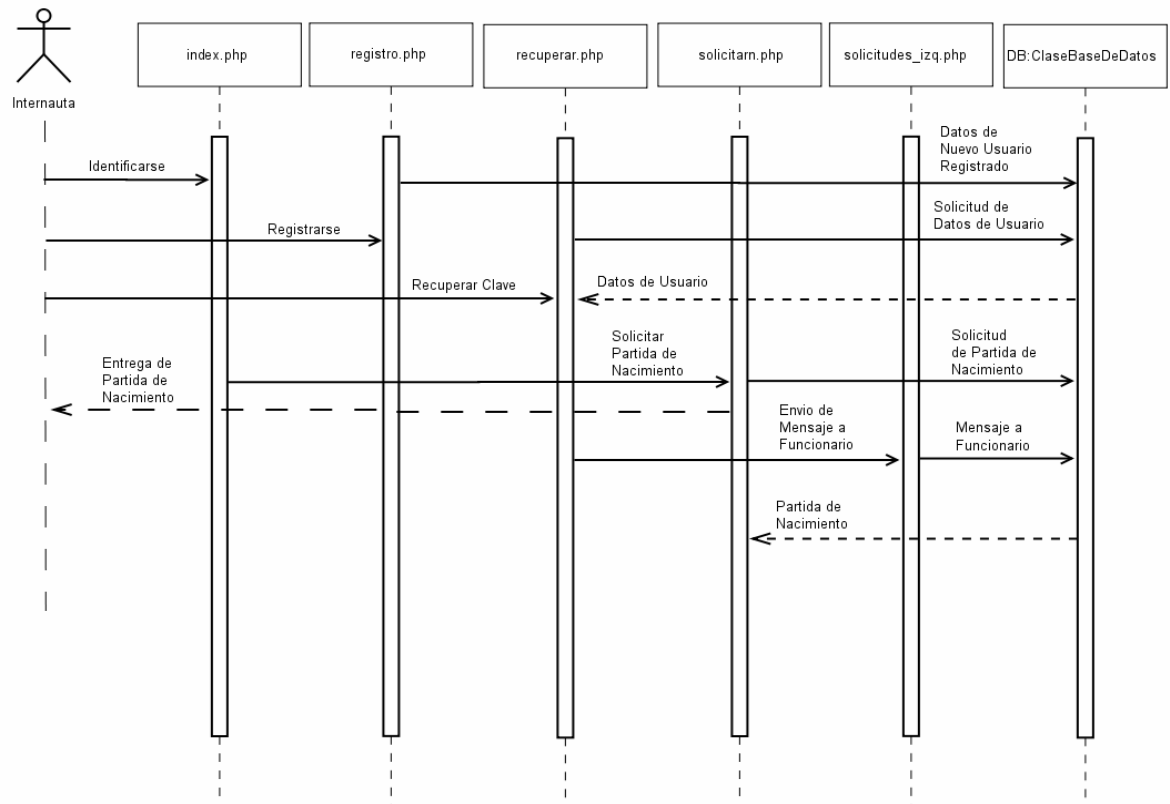 Internauta
index.php
registro.php
recuperar.php
solicitarn.php
solicitudes_izq.php
DB:ClaseBaseDeDatos
Datos de
Nuevo Usuario
Registrado
Identificarse
Solicitud de
Datos de Usuario
Registrarse
Recuperar Clave
Datos de Usuario
Solicitar
Partida de
Nacimiento
Solicitud
de Partida de
Nacimiento
Entrega de
Partida de
Nacimiento
Envio de
Mensaje a
Funcionario
Mensaje a
Funcionario
Partida de
Nacimiento